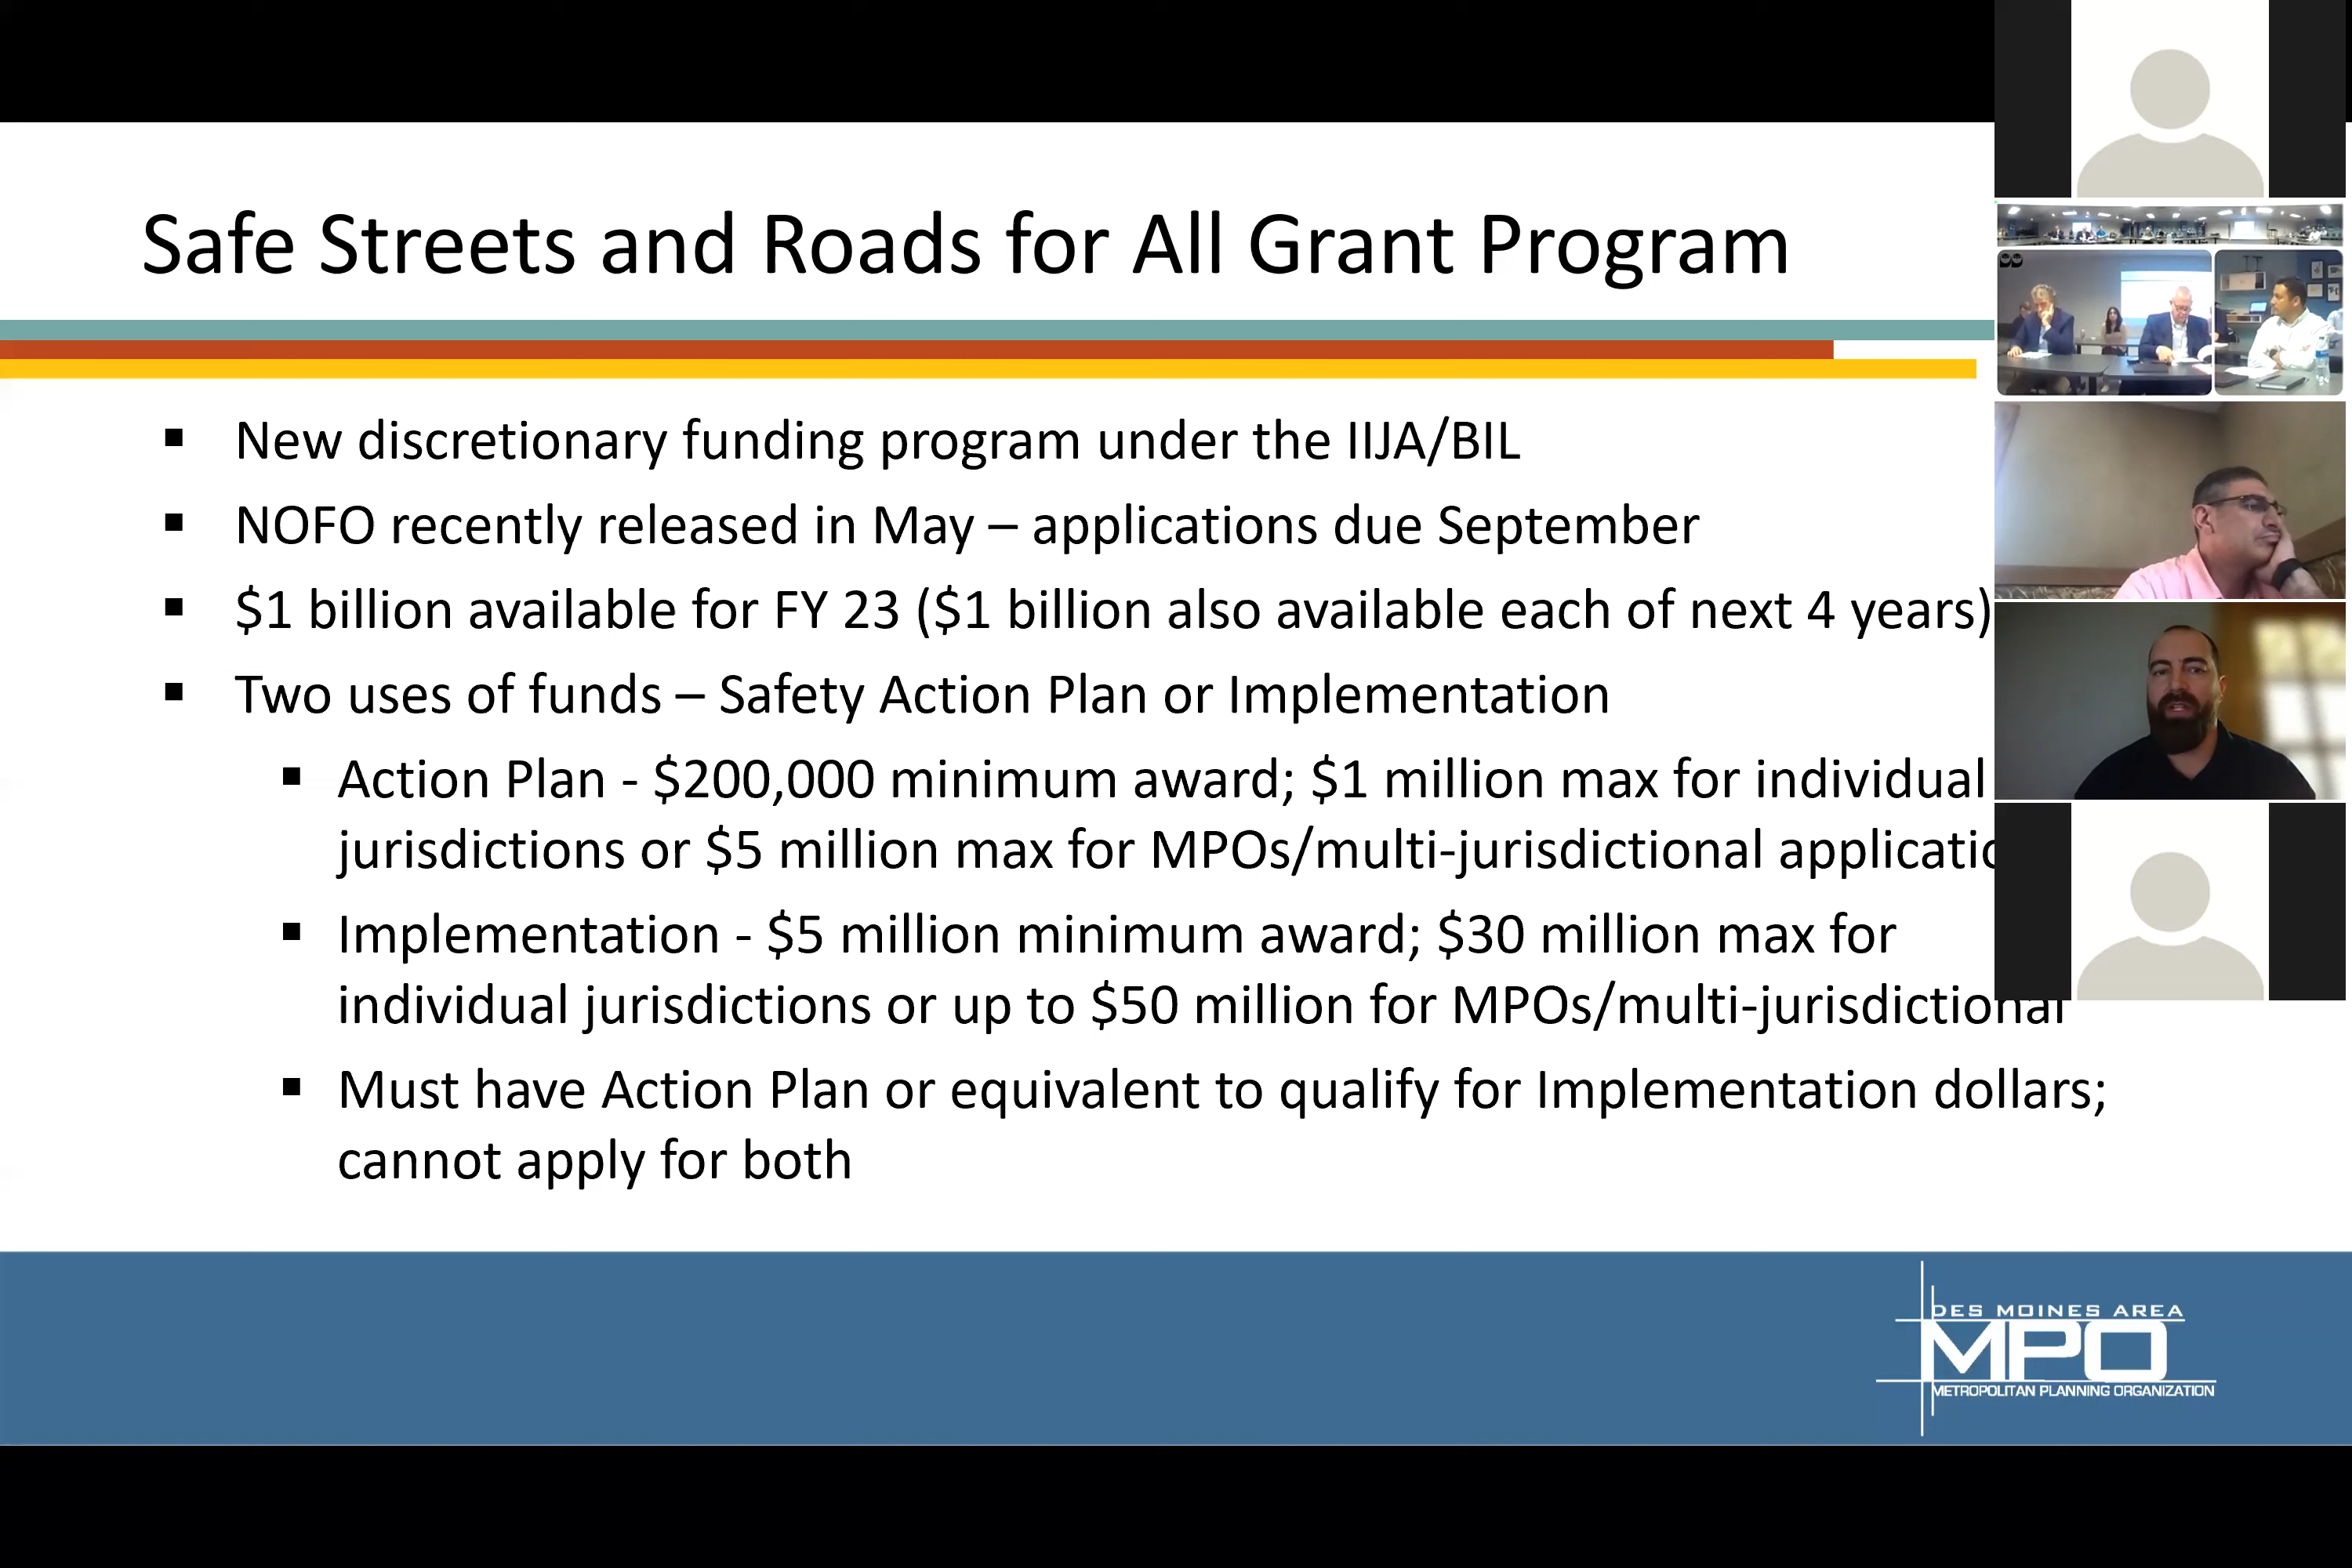 Safe Streets and Roads for All Grant Program
▪ New discretionary funding program under the IIJA/BIL
▪ NOFO recently released in May – applications due September
▪ $1 billion available for FY 23 ($1 billion also available each of next 4 years)
▪ Two uses of funds – Safety Action Plan or Implementation
▪ Action Plan - $200,000 minimum award; $1 million max for individual
jurisdictions or $5 million max for MPOs/multi-jurisdictional
▪ Implementation - $5 million minimum award; $30 million max for
individual jurisdictions or up to $50 million for MPOs/multi-jurisdictional
▪ Must have Action Plan or equivalent to qualify for Implementation dollars;
cannot apply for both
DES MOINES AREA
MPO
METROPOLITAN PLANNING ORGANIZATION